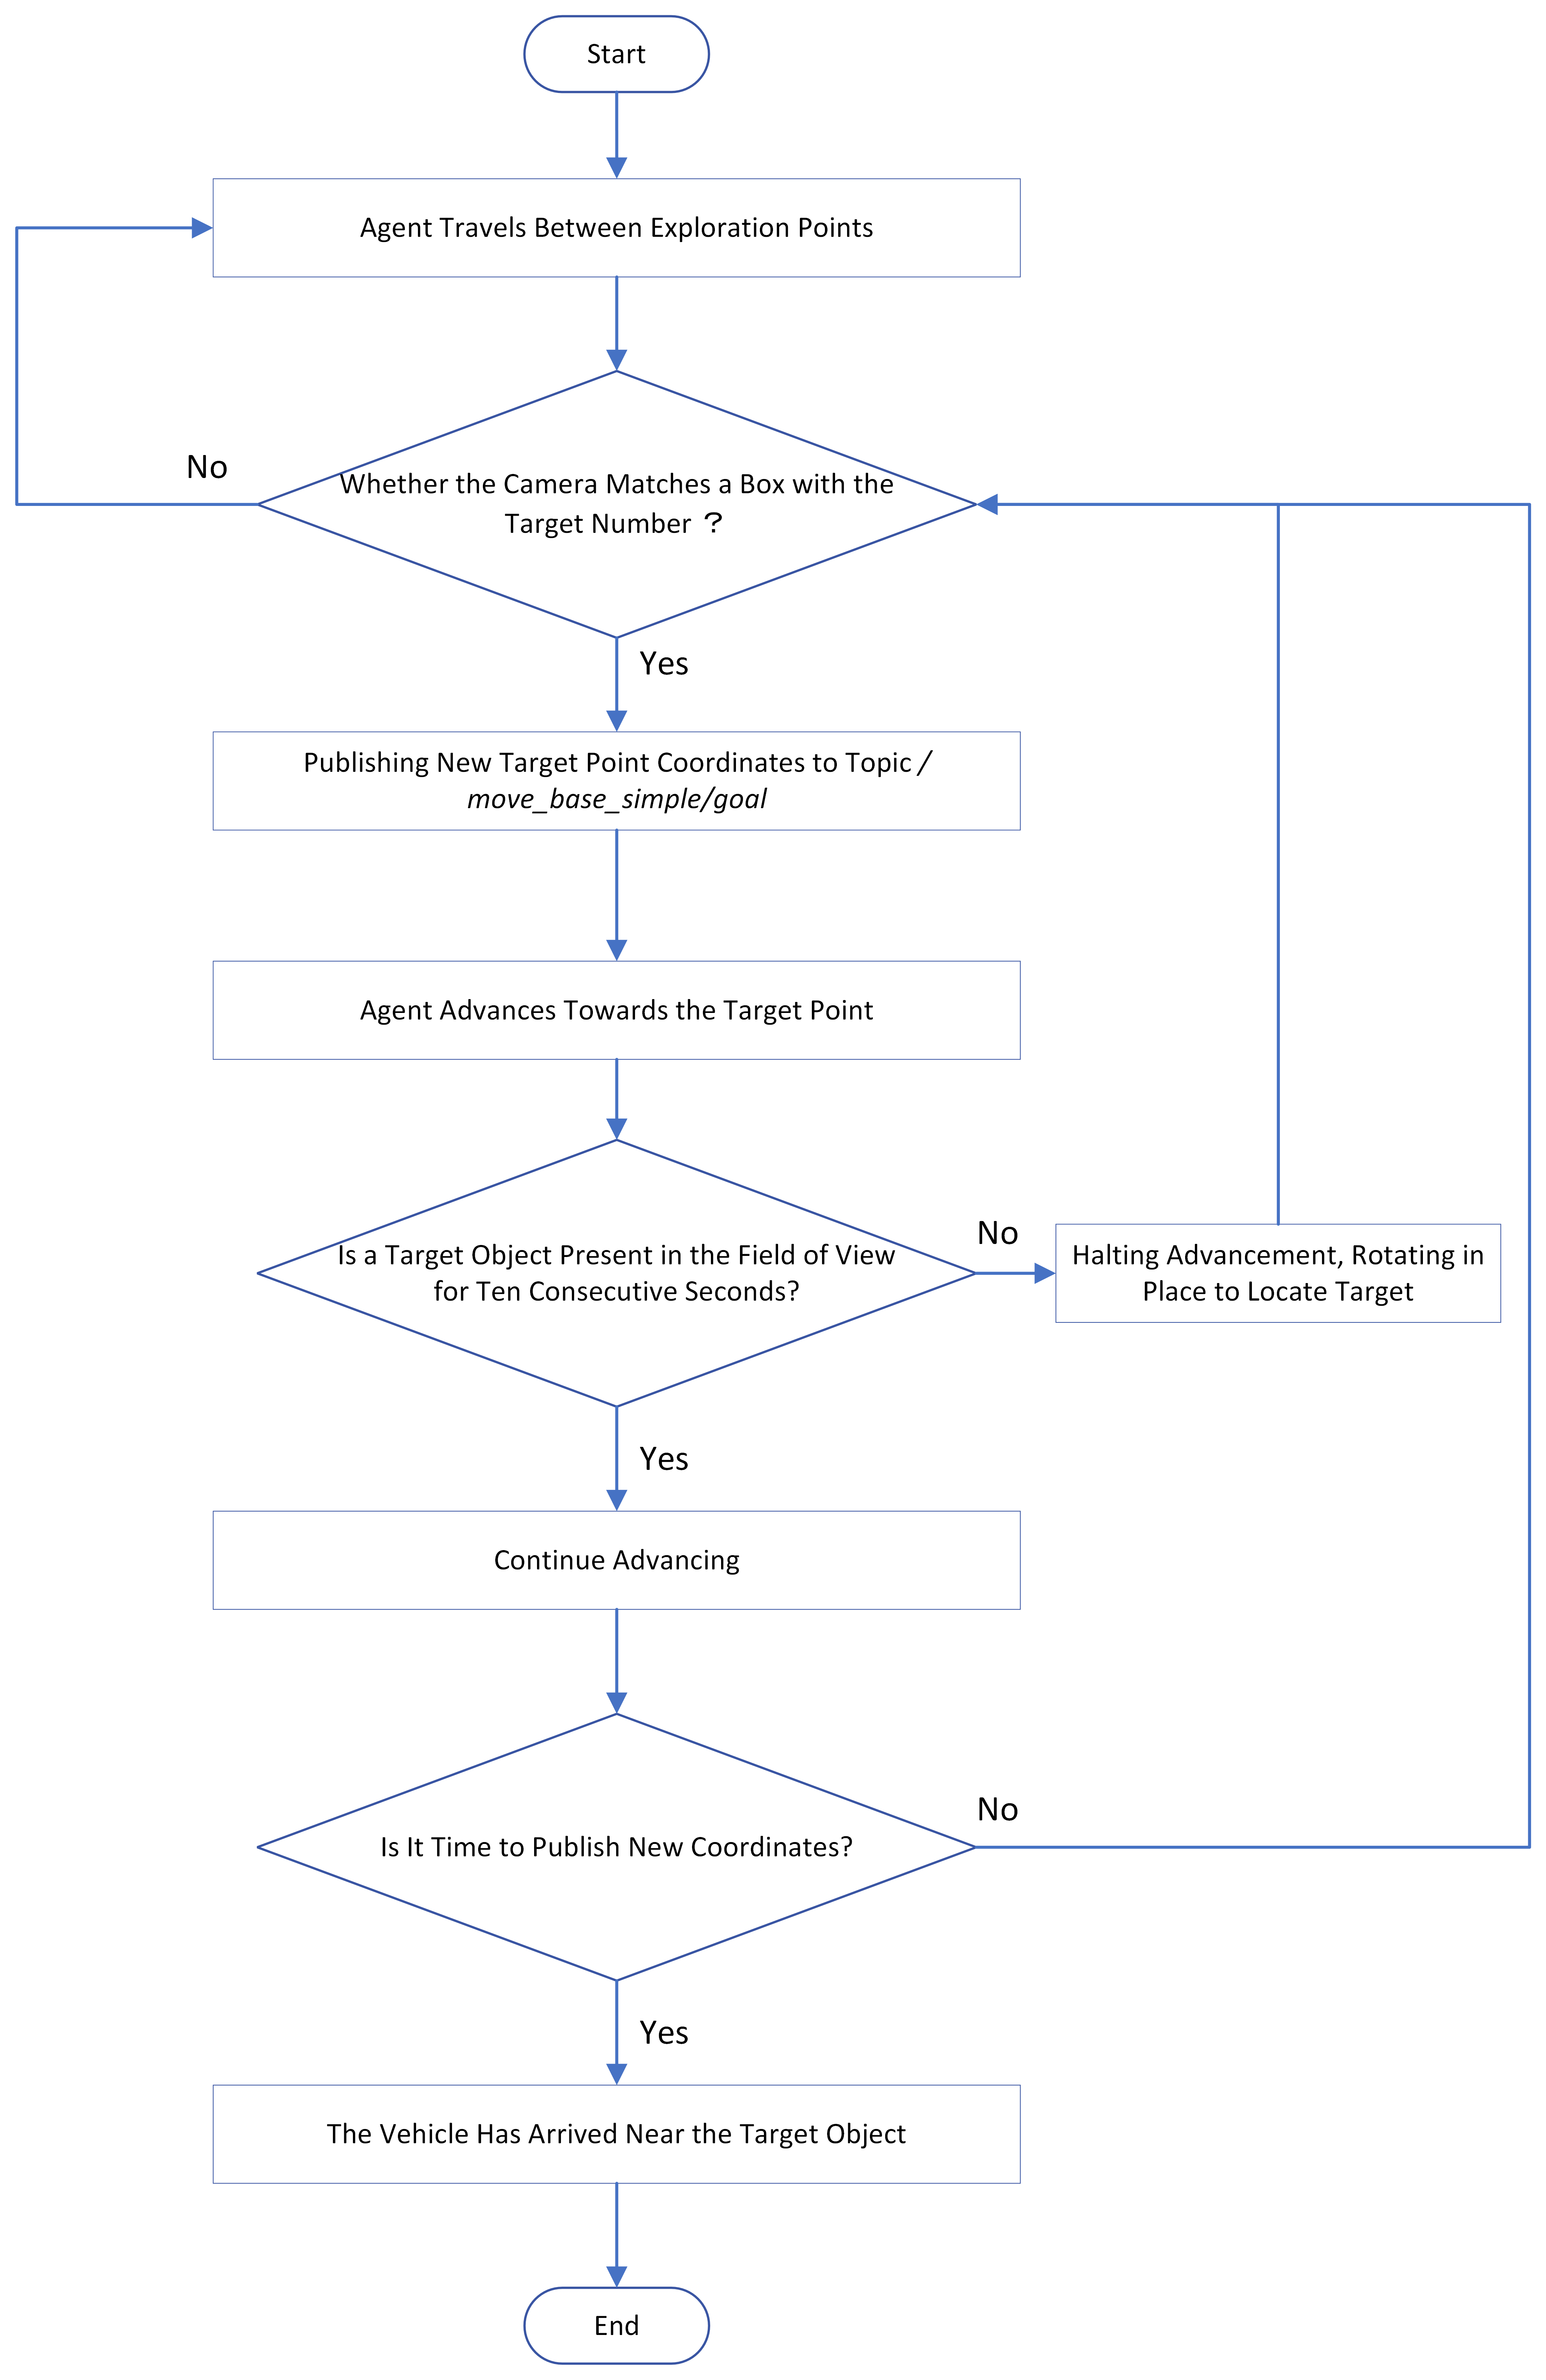 Start
Agent Travels Between Exploration Points
No
Whether the Camera Matches a Box with the
Target Number ？
Yes
Publishing New Target Point Coordinates to Topic /
move_base_simple/goal
Agent Advances Towards the Target Point
Is a Target Object Present in the Field of View
for Ten Consecutive Seconds?
No
Halting Advancement, Rotating in
Place to Locate Target
Yes
Continue Advancing
Is It Time to Publish New Coordinates?
No
Yes
The Vehicle Has Arrived Near the Target Object
End